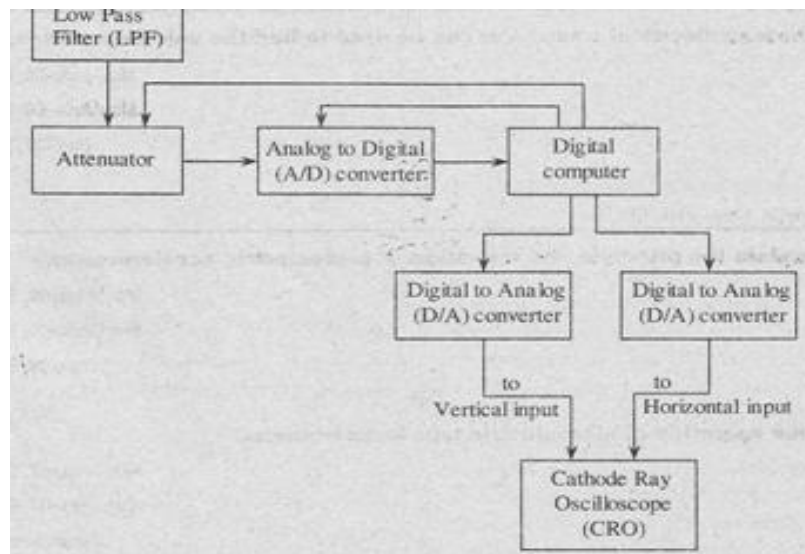 Low Pass
Filter (LPF)
Attenuator
Analog to Digital
(A/D) converter
Digital
computer
Digital to Analog
(D/A) converter
Digital to Analog
(D/A) converter
to
Vertical input
to
Horizontal input
Cathode Ray
Oscilloscope
(CRO)